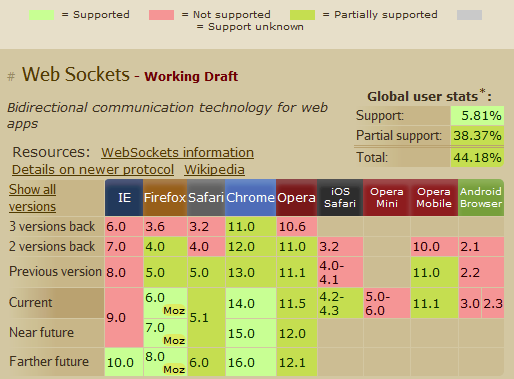 = Supported = Not supported = Partially supported
= Support unknown
# Web Sockets - Working Draft
Global user stats*:
Bidirectional communication technology for web
apps
Support: 5.81%
Partial support: 38.37%
Total: 44.18%
Resources: WebSockets information
Details on newer protocol Wikipedia
Show all
versions
IE Firefox Safari Chrome Opera iOS
Safari Opera
Mini Opera
Mobile Android
Browser
3 versions back 6.0 3.6 3.2 11.0 10.6
2 versions back 7.0 4.0 4.0 12.0 11.0 3.2 10.0 2.1
Previous version 8.0 5.0 5.0 13.0 11.1 4.0-
4.1 11.0 2.2
Current 9.0 6.0 Moz 5.1 14.0 11.5 4.2-
4.3 5.0-
6.0 11.1 3.0 2.3
Near future 7.0 Moz 15.0 12.0
Farther future 10.0 8.0 Moz 6.0 16.0 12.1